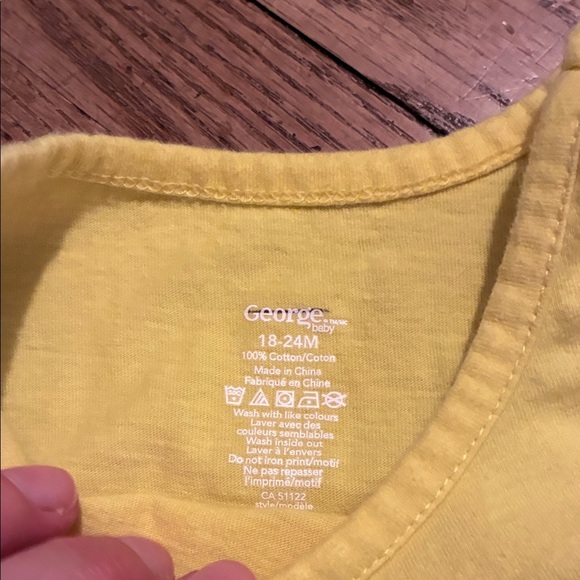 George.
baby
18-24M
100% Cotton/Coton
Made in China
Fabriqué en Chine
Wash with like colours
Laver avec des
couleurs semblables
Wash inside out
Laver à l'envers
Do not iron print/motif
Ne pas repasser
l'imprimé/motif
CA 51122
style/modèle